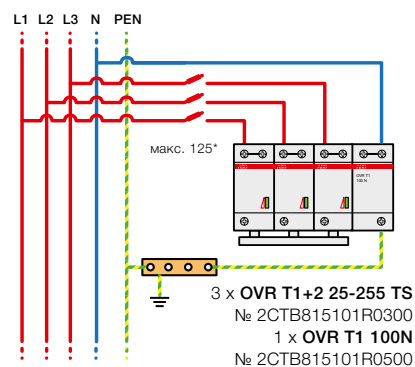 L1 L2 L3 N PEN
макс. 125*
OVR T1
100 N
3 x OVR T1+2 25-255 TS
№ 2CTB815101R0300
1 x OVR T1 100N
№ 2CTB815101R0500